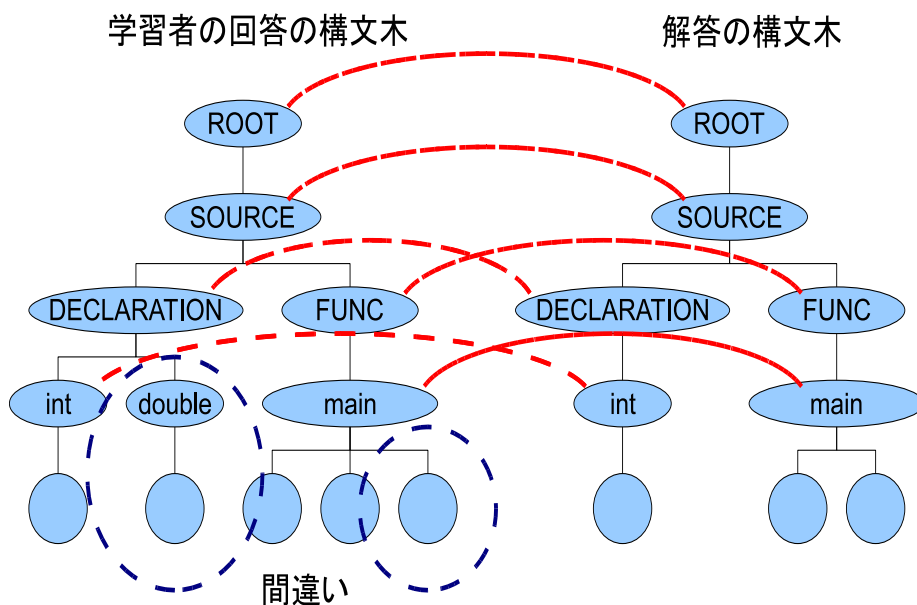 学習者の回答の構文木
解答の構文木
ROOT
ROOT
SOURCE
SOURCE
DECLARATION
FUNC
DECLARATION
FUNC
int
double
main
int
main
間違い